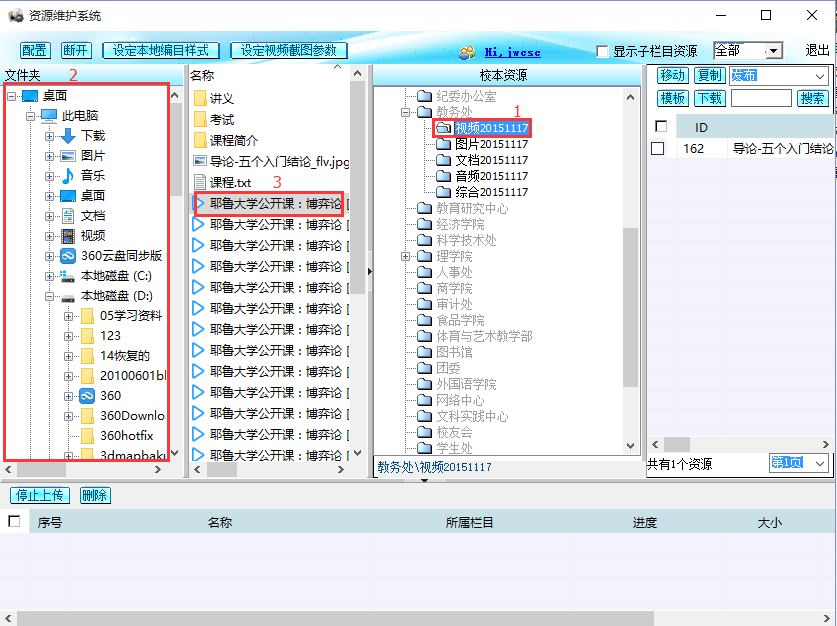 资源维护系统
配置 断开 设定本地编目样式 设定视频截图参数 Hi,jwcsc 显示子栏目资源 全部 退出
文件夹 2
桌面
此电脑
下载
图片
音乐
桌面
文档
视频
360云盘同步版
本地磁盘 (C:)
本地磁盘 (D:)
05学习资料
123
14恢复的
20100601bl
360
360Downlo
360hotfix
3dmapbaku
名称
讲义
考试
课程简介
导论-五个入门结论_flv.jpg
课程.txt 3
耶鲁大学公开课：博弈论
耶鲁大学公开课：博弈论 [
耶鲁大学公开课：博弈论 [
耶鲁大学公开课：博弈论 [
耶鲁大学公开课：博弈论 [
耶鲁大学公开课：博弈论 [
耶鲁大学公开课：博弈论 [
耶鲁大学公开课：博弈论 [
耶鲁大学公开课：博弈论 [
耶鲁大学公开课：博弈论 [
耶鲁大学公开课：博弈论 [
耶鲁大学公开课：博弈论 [
耶鲁大学公开课：博弈论 [
校本资源
纪委办公室
教务处 1
视频20151117
图片20151117
文档20151117
音频20151117
综合20151117
教育研究中心
经济学院
科学技术处
理学院
人事处
商学院
审计处
食品学院
体育与艺术教学部
图书馆
团委
外国语学院
网络中心
文科实践中心
校友会
学生处
教务处\视频20151117
移动 复制 发布
模板 下载 搜索
ID
162 导论-五个入门结论
共有1个资源 第1页
停止上传 删除
序号 名称 所属栏目 进度 大小